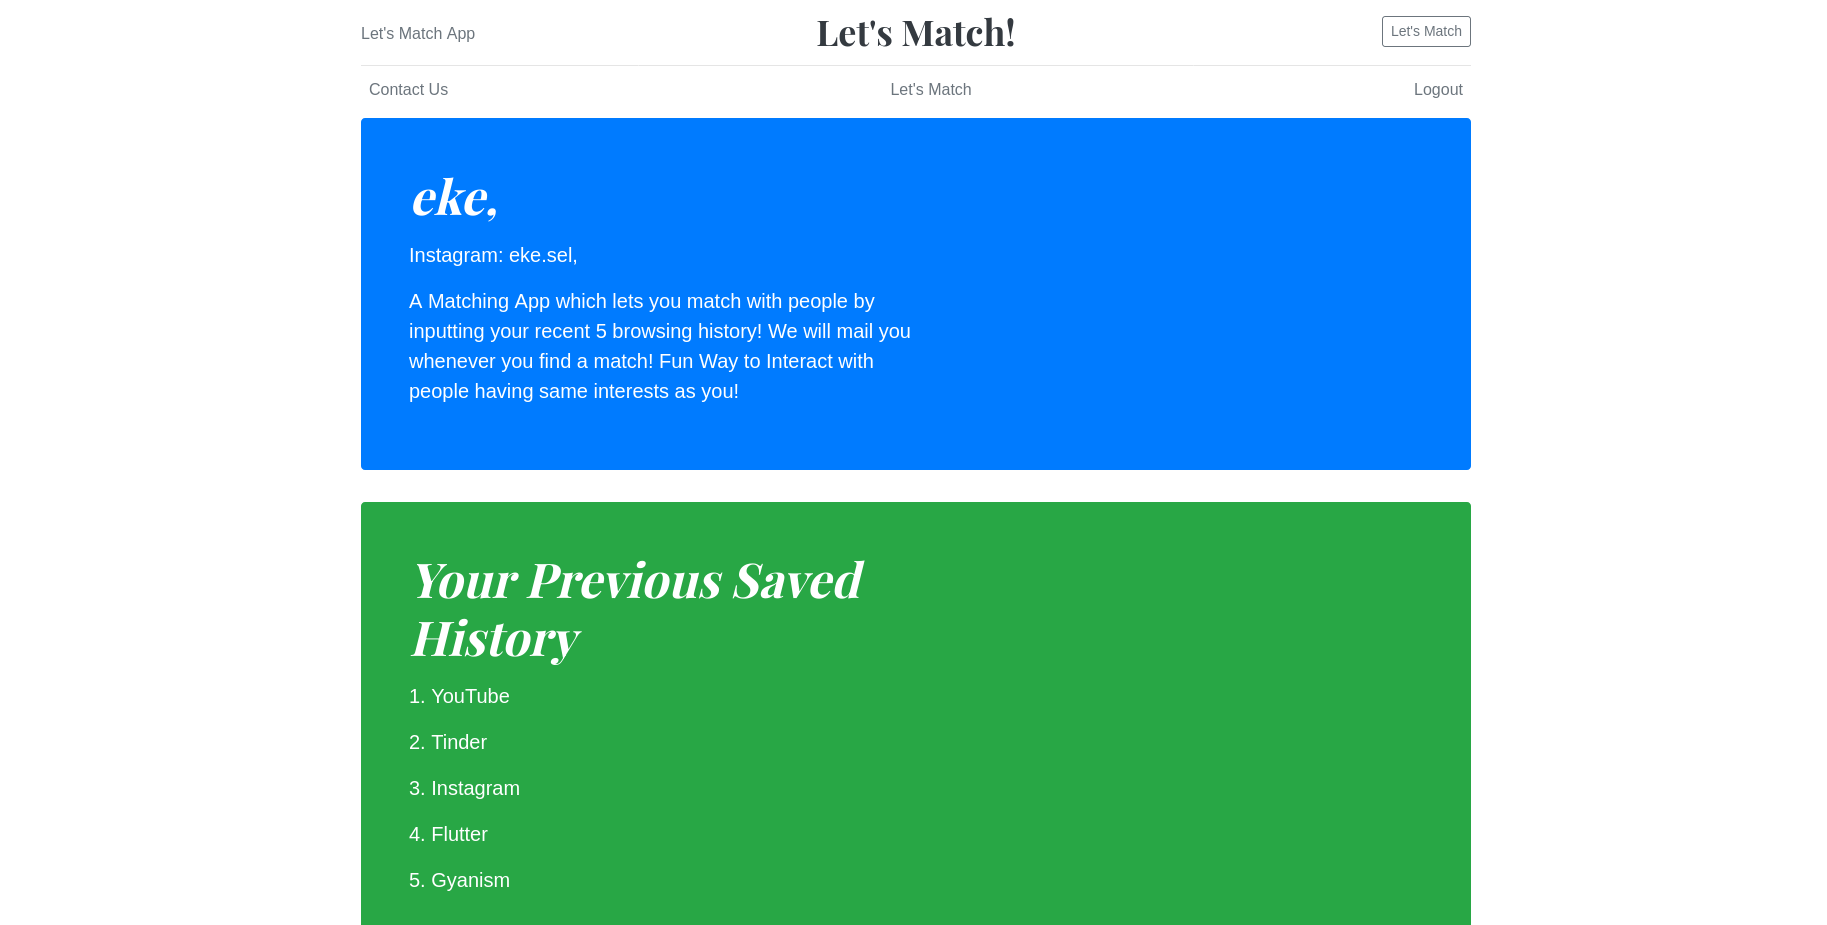 Let's Match App
Let's Match!
Let's Match
Contact Us
Let's Match
Logout
eke,
Instagram: eke.sel,
A Matching App which lets you match with people by
inputting your recent 5 browsing history! We will mail you
whenever you find a match! Fun Way to Interact with
people having same interests as you!
Your Previous Saved
History
1. YouTube
2. Tinder
3. Instagram
4. Flutter
5. Gyanism